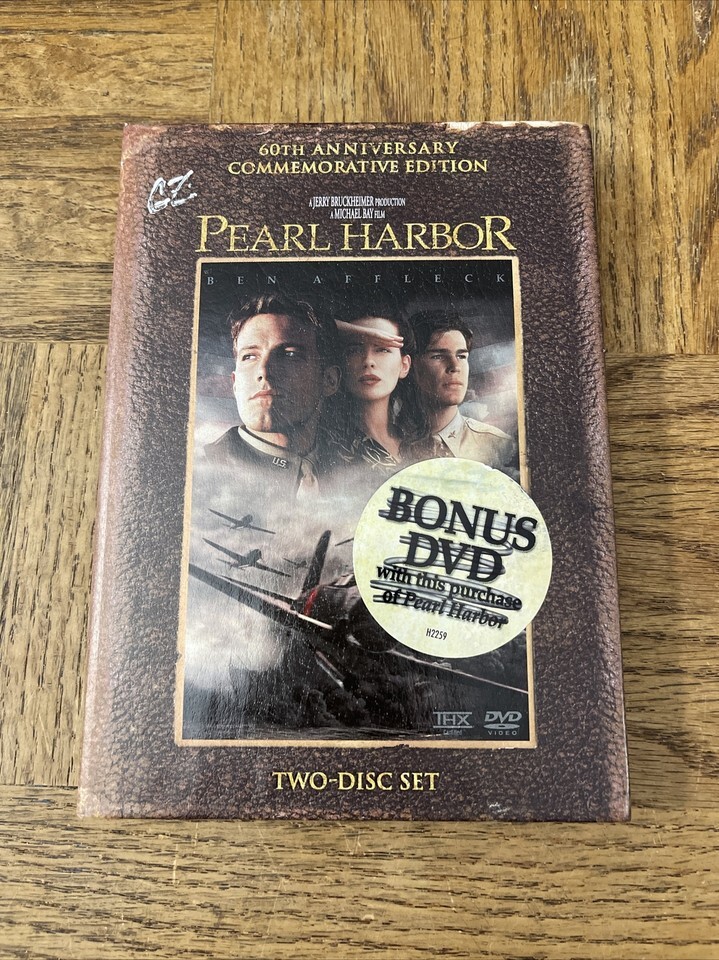 60TH ANNIVERSARY
COMMEMORATIVE EDITION
CZ.
A JERRY BRUCKHEIMER PRODUCTION
A MICHAEL BAY FILM
PEARL HARBOR
BEN AFFLECK
U.S.
BONUS
DVD
with this purchase
of Pearl Harbor
H2259
THX
Certified
DVD
VIDEO
TWO-DISC SET